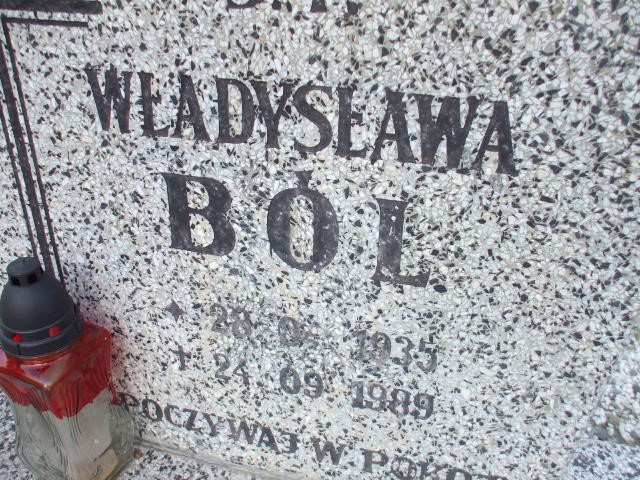 WŁADYSŁAWA
BÓL
28 1935
† 24 09 1989
POCZYWAJ W